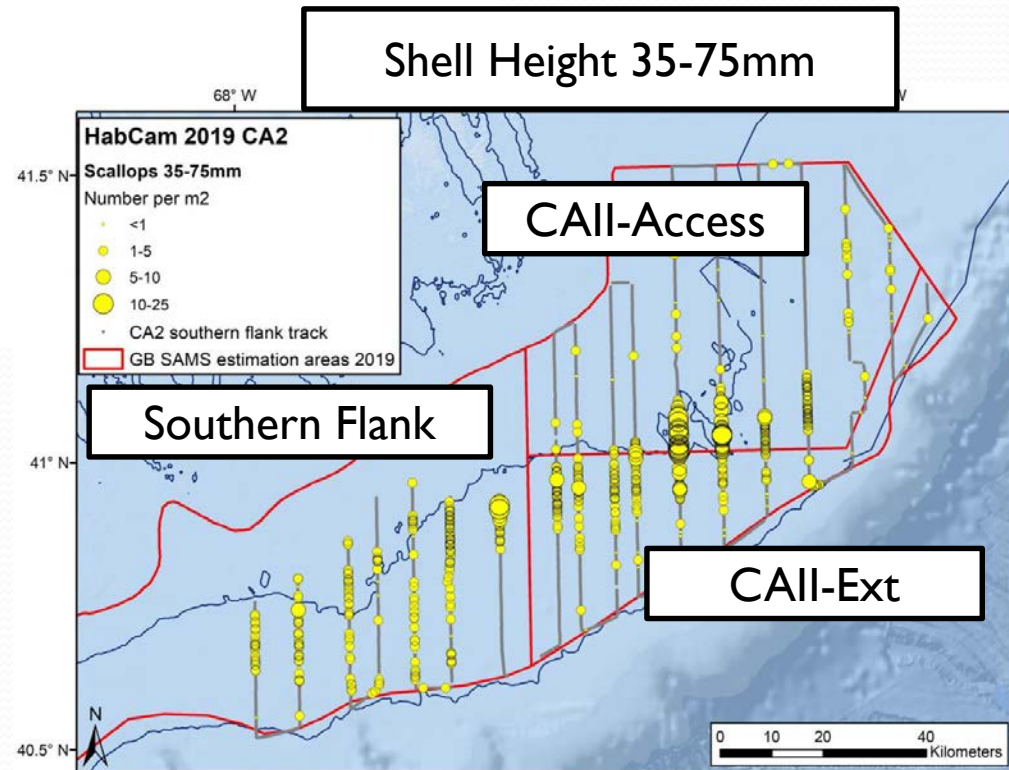 Shell Height 35-75mm
68° W
W
HabCam 2019 CA2
Scallops 35-75mm
Number per m2
<1
1-5
5-10
10-25
CA2 southern flank track
GB SAMS estimation areas 2019
41.5° N
CAII-Access
Southern Flank
41° N
CAII-Ext
N
40.5° N
0 10 20 40
Kilometers